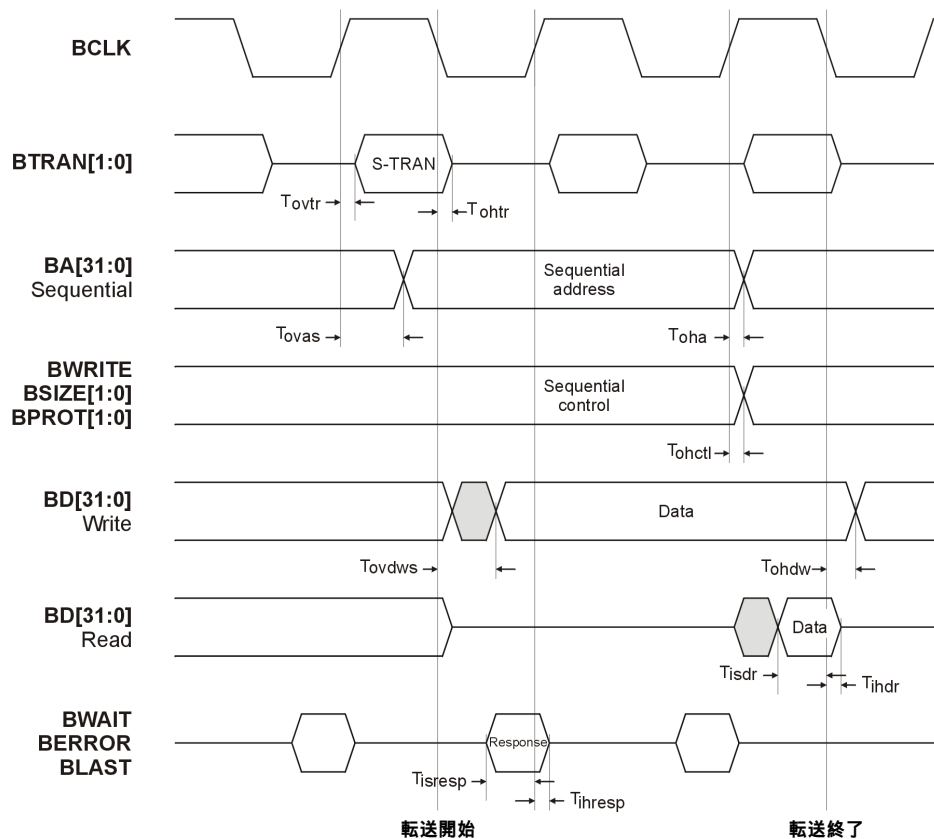 BCLK
BTRAN[1:0]
S-TRAN
Tovtr
Tohtr
BA[31:0]
Sequential
Sequential
address
Tovas
Toha
BWRITE
BSIZE[1:0]
BPROT[1:0]
Sequential
control
Tohctl
BD[31:0]
Write
Data
Tovdws
Tohdw
BD[31:0]
Read
Data
Tisdr
Tihdr
BWAIT
BERROR
BLAST
Response
Tisresp
Tihresp
転送開始
転送終了